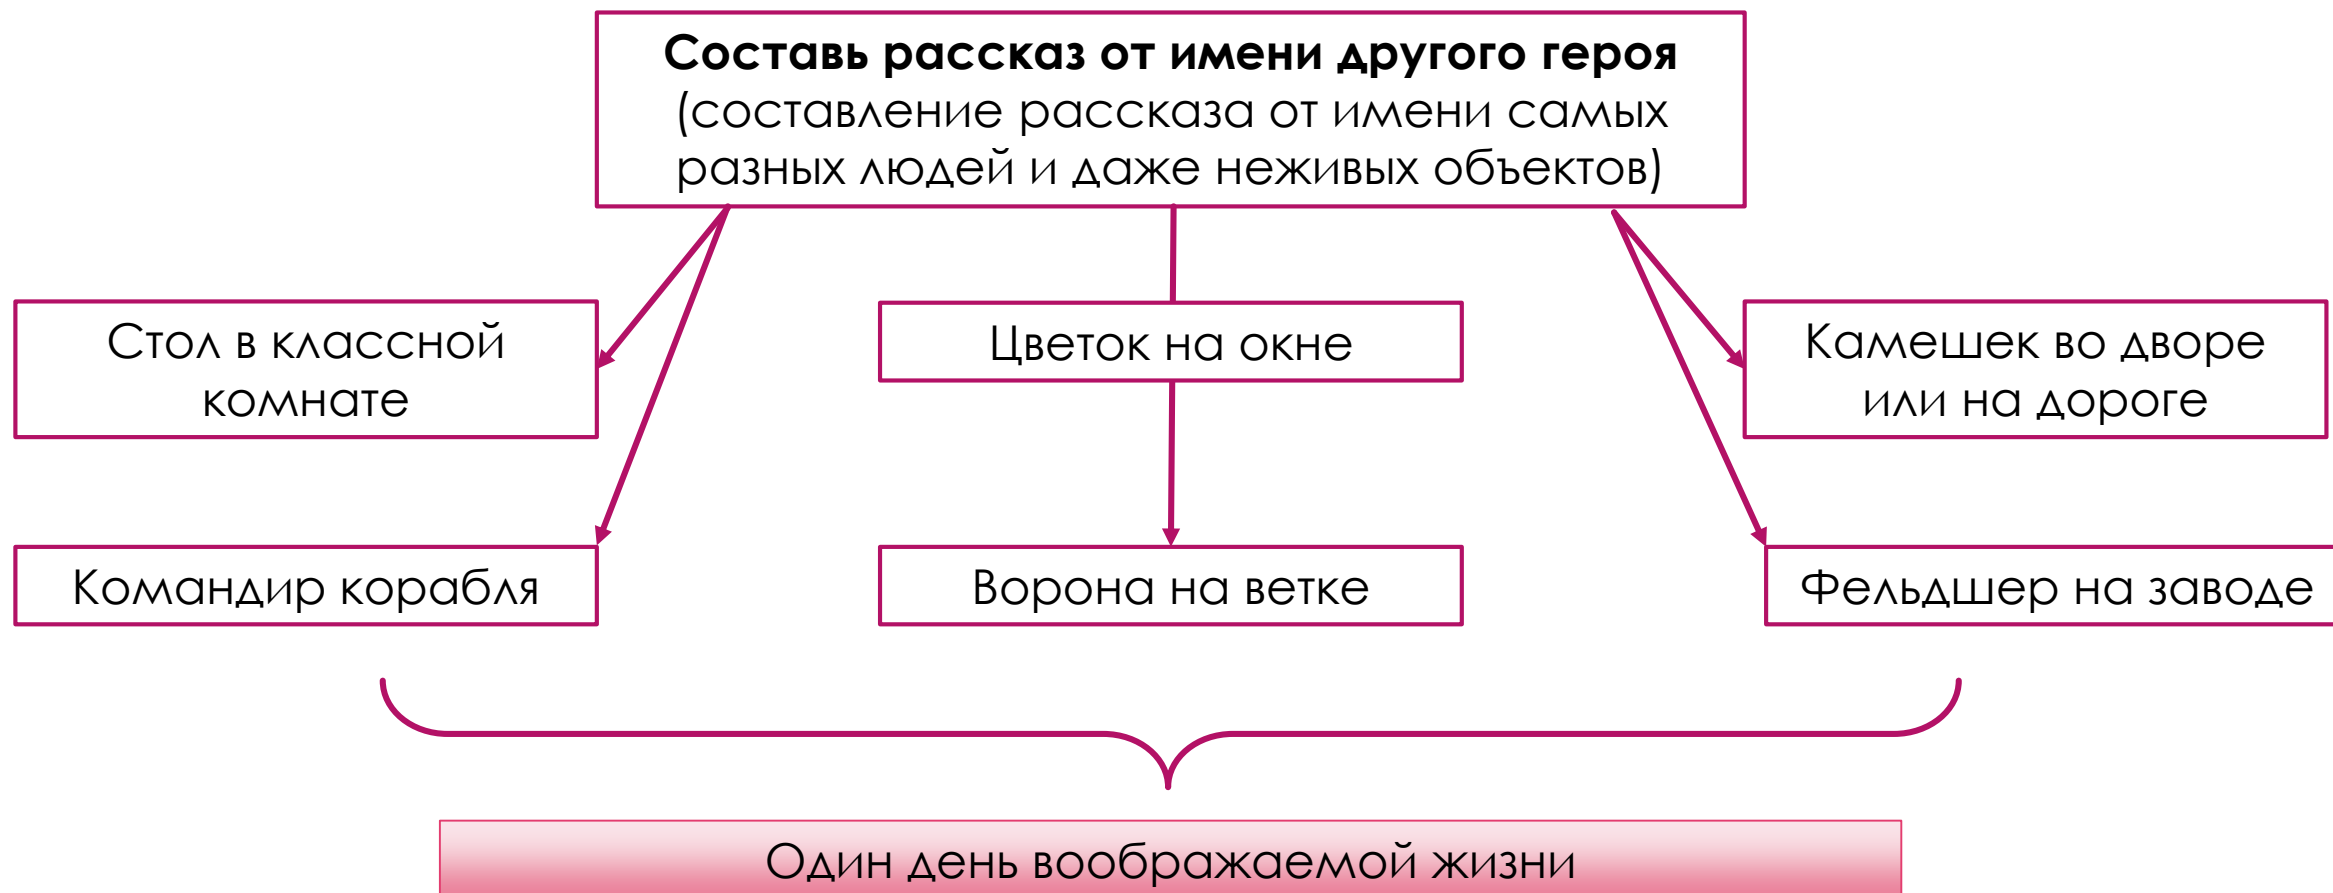 Составь рассказ от имени другого героя
(составление рассказа от имени самых
разных людей и даже неживых объектов)
Стол в классной
комнате
Цветок на окне
Камешек во дворе
или на дороге
Командир корабля
Ворона на ветке
Фельдшер на заводе
Один день воображаемой жизни